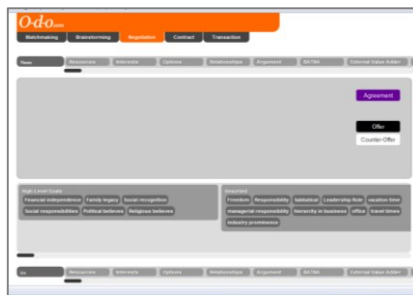 O-d-o.com
Matchmaking Brainstorming Negotiation Contract Transaction
Resources Interests Options Relationships Argument BATNA External Value Adder
Agreement
Offer
Counter-Offer
High-Level Goals
Financial independence Family legacy Social recognition
Social responsibilities Political believes Religious believes
Freedom Responsibility Sabbatical Leadership Role vacation time
managerial responsibility hierarchy in business office travel times
industry prominence
Resources Interests Options Relationships Argument BATNA External Value Adder